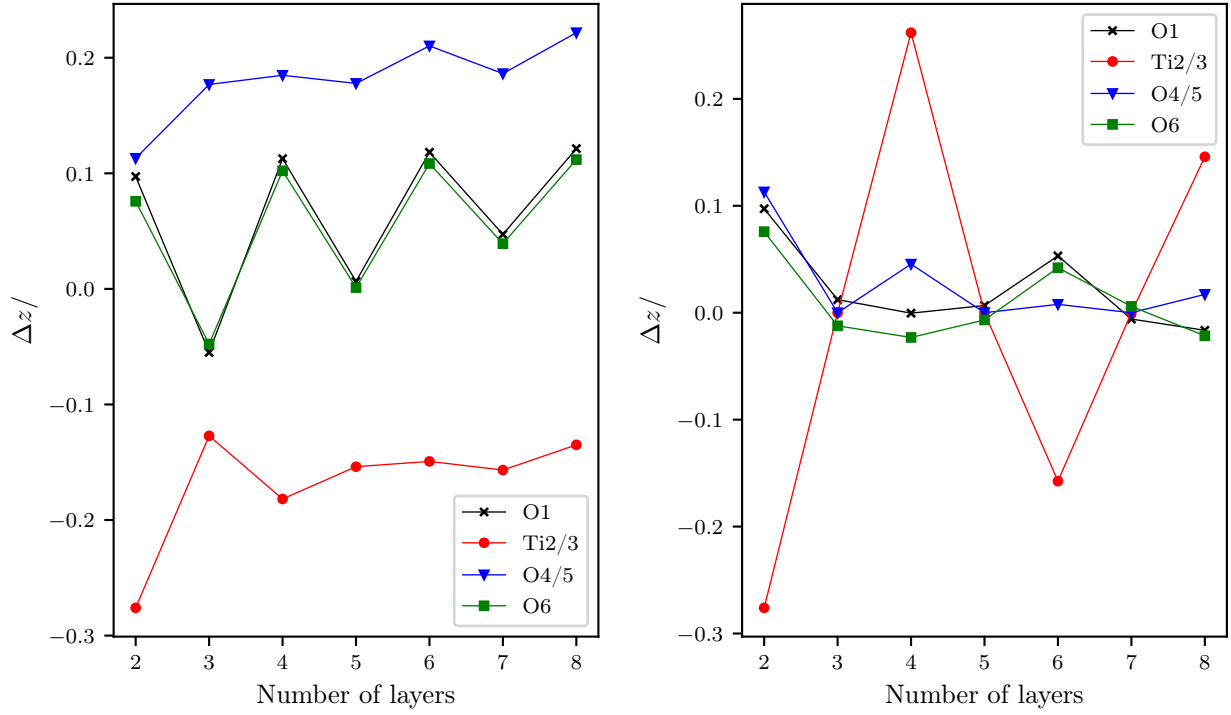 0.2
0.1
0.0
−0.1
−0.2
−0.3
Δz/
2 3 4 5 6 7 8
Number of layers
O1
Ti2/3
O4/5
O6
0.2
0.1
0.0
−0.1
−0.2
−0.3
Δz/
2 3 4 5 6 7 8
Number of layers
O1
Ti2/3
O4/5
O6